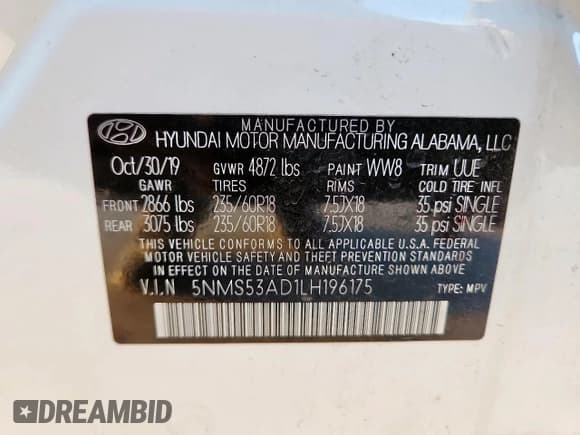 MANUFACTURED BY
HYUNDAI MOTOR MANUFACTURING ALABAMA, LLC
Oct/30/19 GVWR 4872 lbs PAINT WW8 TRIM UUE
GAWR TIRES RIMS COLD TIRE INFL
FRONT 2866 lbs 235/60R18 7.5JX18 35 psi SINGLE
REAR 3075 lbs 235/60R18 7.5JX18 35 psi SINGLE
THIS VEHICLE CONFORMS TO ALL APPLICABLE U.S.A. FEDERAL
MOTOR VEHICLE SAFETY AND THEFT PREVENTION STANDARDS
IN EFFECT ON THE DATE OF MANUFACTURE SHOWN ABOVE.
V.I.N 5NMS53AD1LH196175 TYPE: MPV
DREAMBID